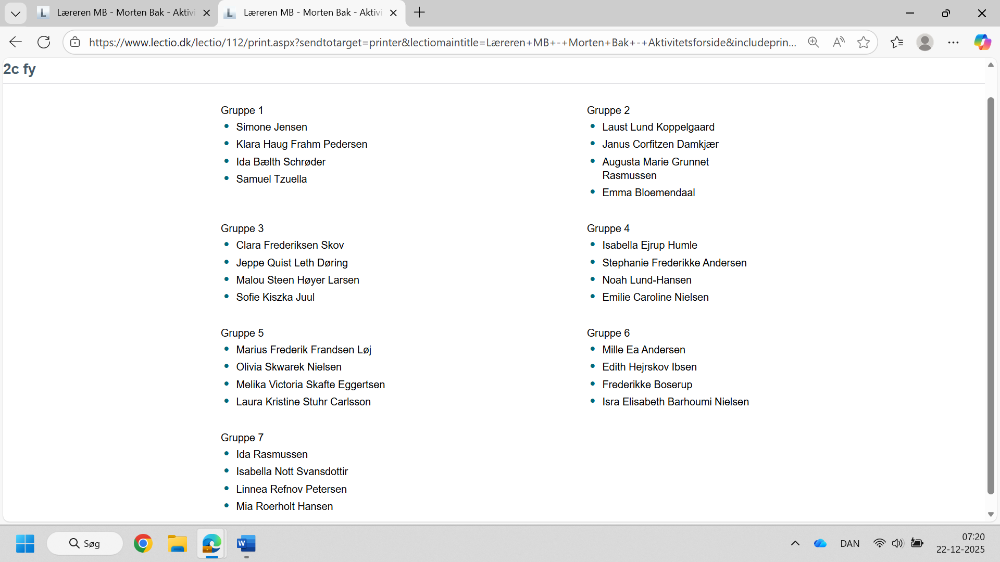 Læreren MB - Morten Bak - Aktivi
Læreren MB - Morten Bak - Aktivi
https://www.lectio.dk/lectio/112/print.aspx?sendtotarget=printer&lectiomaintitle=Læreren+MB+-+Morten+Bak+-+Aktivitetsforside&includeprin...
2c fy
Gruppe 1
Simone Jensen
Klara Haug Frahm Pedersen
Ida Bælth Schrøder
Samuel Tzuella
Gruppe 2
Laust Lund Koppelgaard
Janus Corfitzen Damkjær
Augusta Marie Grunnet
Rasmussen
Emma Bloemendaal
Gruppe 3
Clara Frederiksen Skov
Jeppe Quist Leth Døring
Malou Steen Høyer Larsen
Sofie Kiszka Juul
Gruppe 4
Isabella Ejrup Humle
Stephanie Frederikke Andersen
Noah Lund-Hansen
Emilie Caroline Nielsen
Gruppe 5
Marius Frederik Frandsen Løj
Olivia Skwarek Nielsen
Melika Victoria Skafte Eggertsen
Laura Kristine Stuhr Carlsson
Gruppe 6
Mille Ea Andersen
Edith Hejrskov Ibsen
Frederikke Boserup
Isra Elisabeth Barhoumi Nielsen
Gruppe 7
Ida Rasmussen
Isabella Nott Svansdottir
Linnea Refnov Petersen
Mia Roerholt Hansen
Søg
DAN
07:20
22-12-2025